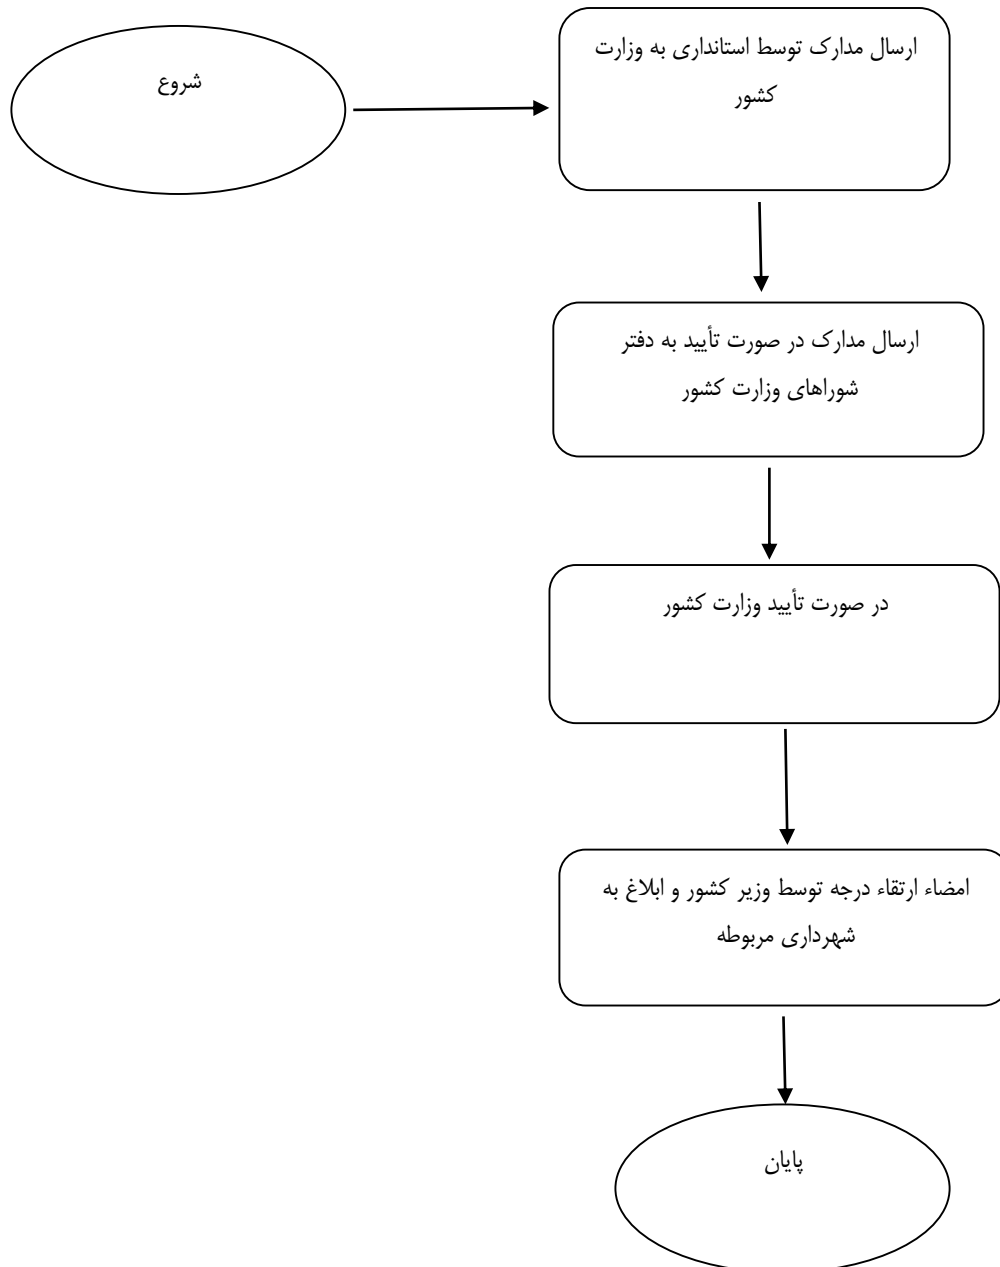 شروع
ارسال مدارک توسط استانداری به وزارت
کشور
ارسال مدارک در صورت تأیید به دفتر
شوراهای وزارت کشور
در صورت تأیید وزارت کشور
امضاء ارتقاء درجه توسط وزیر کشور و ابلاغ به
شهرداری مربوطه
پایان